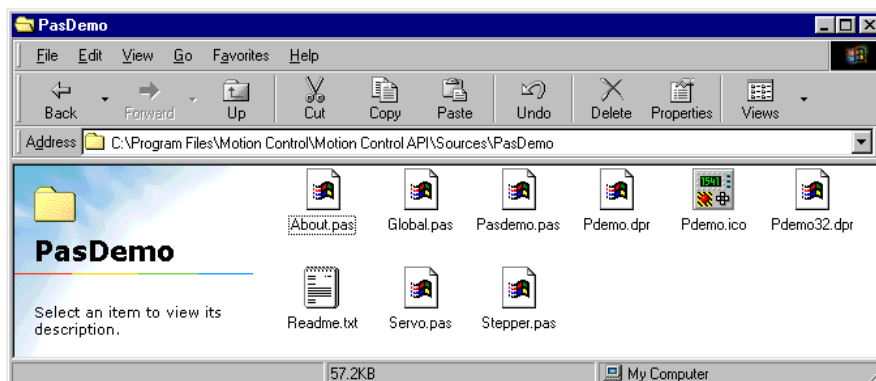 PasDemo
File Edit View Go Favorites Help
Back Forward Up Cut Copy Paste Undo Delete Properties Views
Address C:\Program Files\Motion Control\Motion Control API\Sources\PasDemo
PasDemo
Select an item to view its
description.
About.pas Global.pas Pasdemo.pas Pdemo.dpr Pdemo.ico Pdemo32.dpr
Readme.txt Servo.pas Stepper.pas
57.2KB My Computer